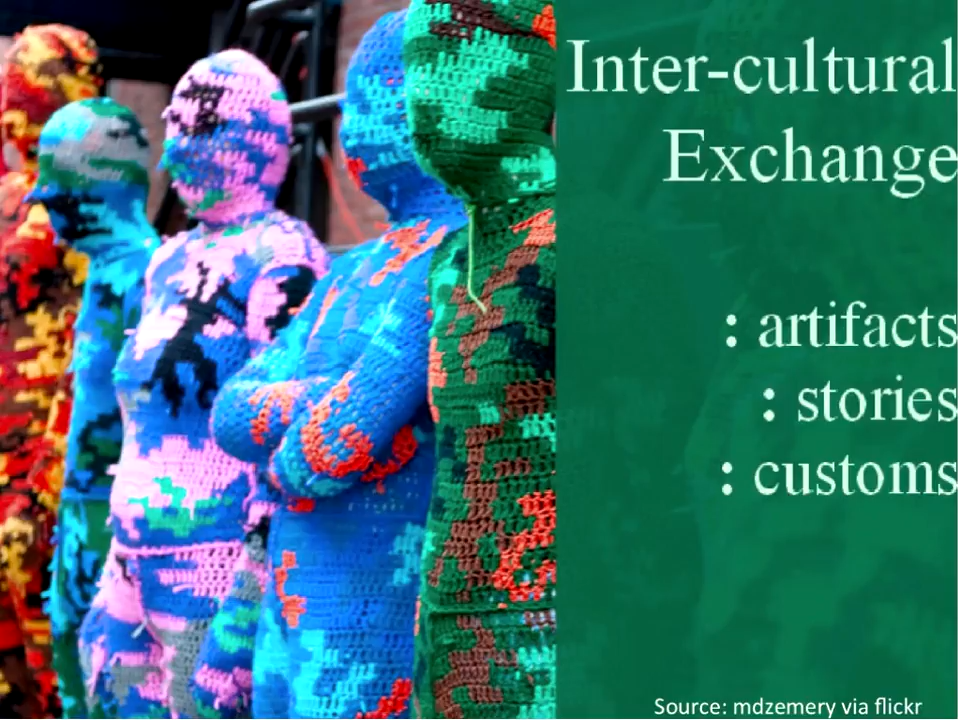 Inter-cultural
Exchange
: artifacts
: stories
: customs
Source: mdzemery via flickr